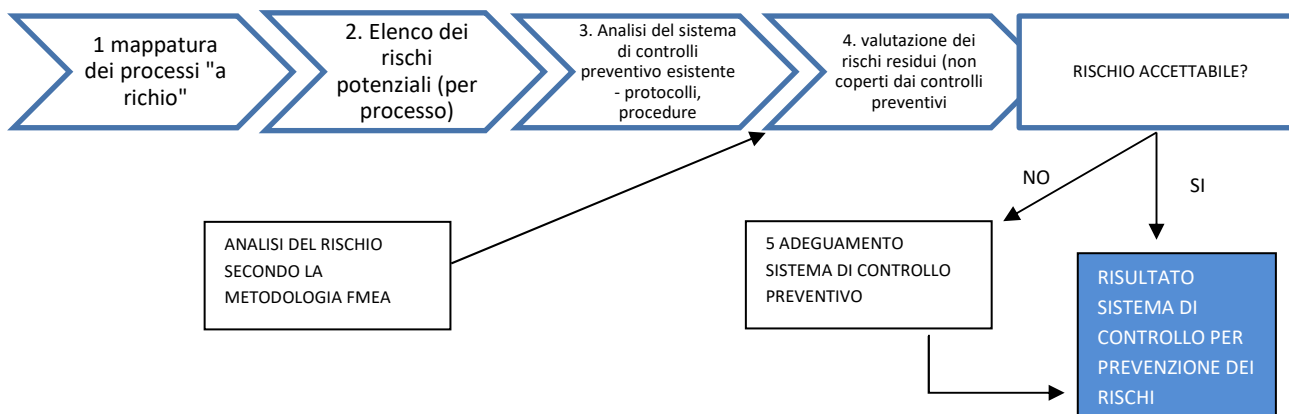 1 mappatura
dei processi "a
richio"
2. Elenco dei
rischi
potenziali (per
processo)
3. Analisi del sistema
di controlli
preventivo esistente
- protocolli,
procedure
4. valutazione dei
rischi residui (non
coperti dai controlli
preventivi
RISCHIO ACCETTABILE?
NO
SI
ANALISI DEL RISCHIO
SECONDO LA
METODOLOGIA FMEA
5 ADEGUAMENTO
SISTEMA DI CONTROLLO
PREVENTIVO
RISULTATO
SISTEMA DI
CONTROLLO PER
PREVENZIONE DEI
RISCHI